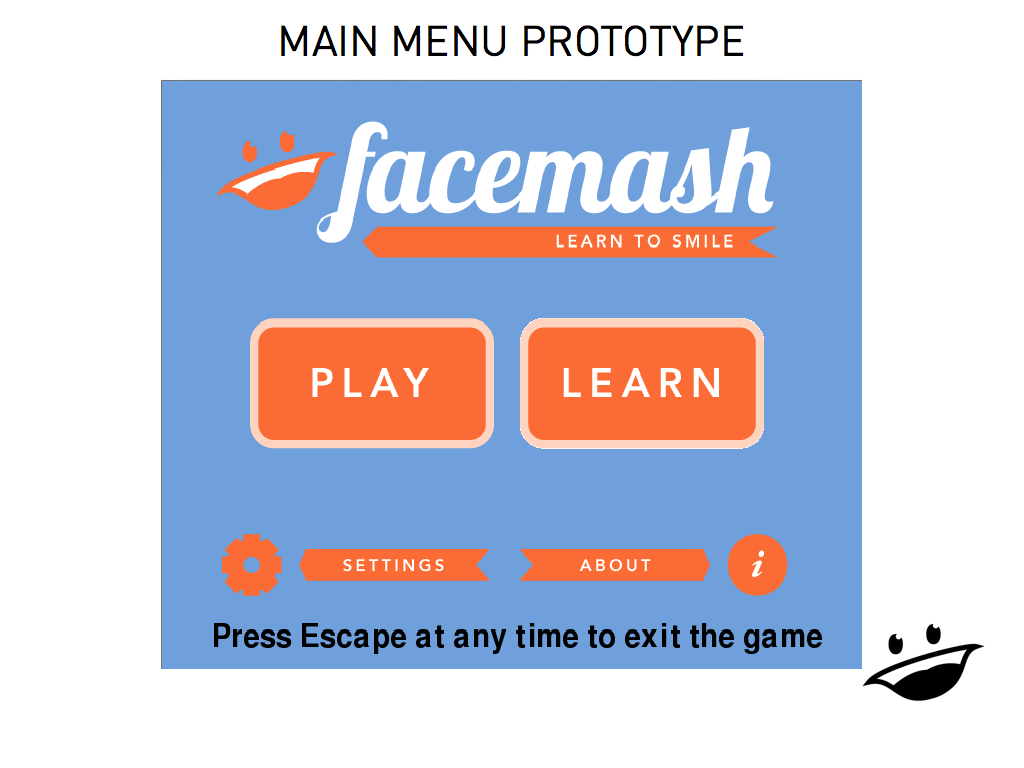 MAIN MENU PROTOTYPE
facemash
LEARN TO SMILE
PLAY LEARN
SETTINGS ABOUT i
Press Escape at any time to exit the game